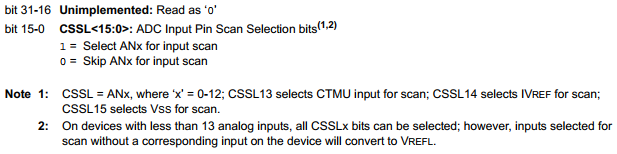 bit 31-16 Unimplemented: Read as ‘0’
bit 15-0 CSSL<15:0>: ADC Input Pin Scan Selection bits(1,2)
1 = Select ANx for input scan
0 = Skip ANx for input scan
Note 1: CSSL = ANx, where ‘x’ = 0-12; CSSL13 selects CTMU input for scan; CSSL14 selects IVREF for scan;
CSSL15 selects VSS for scan.
2: On devices with less than 13 analog inputs, all CSSLx bits can be selected; however, inputs selected for
scan without a corresponding input on the device will convert to VREFL.